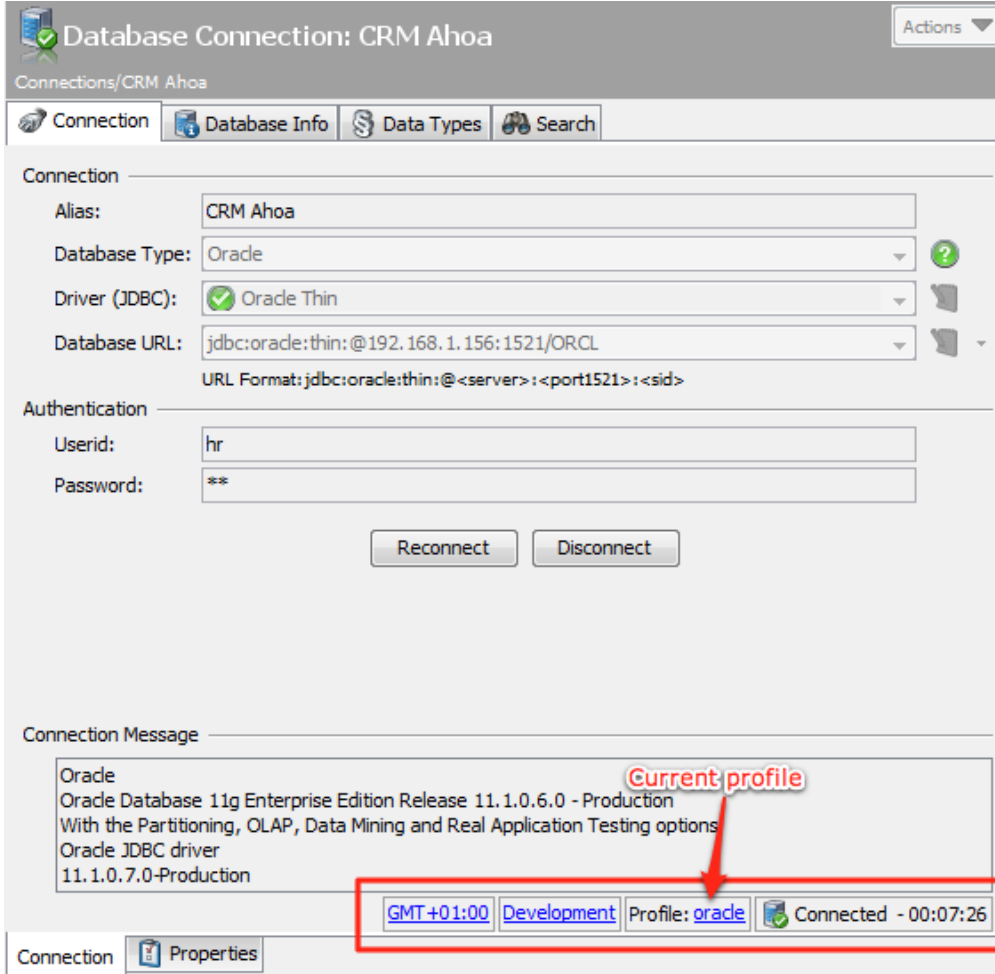 Database Connection: CRM Ahoa
Actions
Connections/CRM Ahoa
Connection Database Info Data Types Search
Connection
Alias: CRM Ahoa
Database Type: Oracle
Driver (JDBC): Oracle Thin
Database URL: jdbc:oracle:thin:@192.168.1.156:1521/ORCL
URL Format: jdbc:oracle:thin:@<server>:<port1521>:<sid>
Authentication
Userid: hr
Password: **
Reconnect Disconnect
Connection Message
Oracle
Current profile
Oracle Database 11g Enterprise Edition Release 11.1.0.6.0 - Production
With the Partitioning, OLAP, Data Mining and Real Application Testing options
Oracle JDBC driver
11.1.0.7.0-Production
GMT+01:00 Development Profile: oracle Connected - 00:07:26
Connection Properties